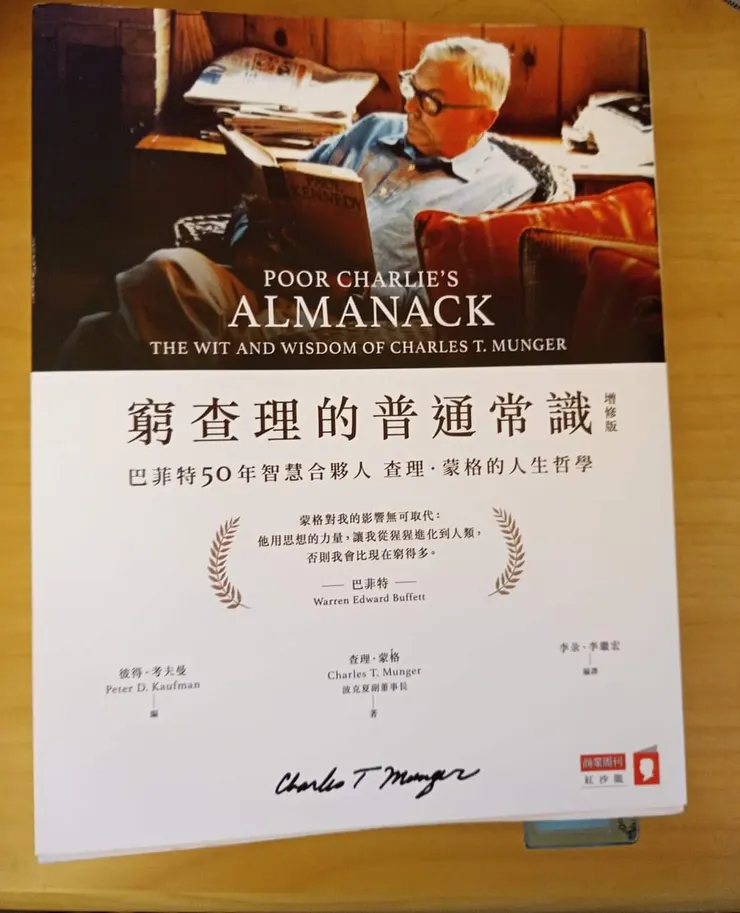 KENNEDY
POOR CHARLIE'S
ALMANACK
THE WIT AND WISDOM OF CHARLES T. MUNGER
窮查理的普通常識 增修版
巴菲特50年智慧合夥人 查理·蒙格的人生哲學
蒙格對我的影響無可取代：
他用思想的力量，讓我從猩猩進化到人類，
否則我會比現在窮得多。
巴菲特
Warren Edward Buffett
彼得·考夫曼
Peter D. Kaufman
編
查理·蒙格
Charles T. Munger
波克夏副董事長
著
李彔·李繼宏
編譯
Charles T Munger
商業周刊
紅沙龍